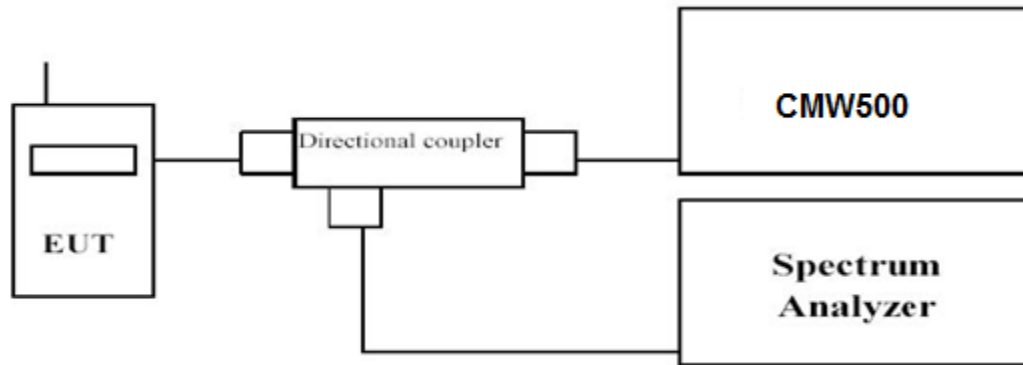 CMW500
Directional coupler
EUT
Spectrum
Analyzer